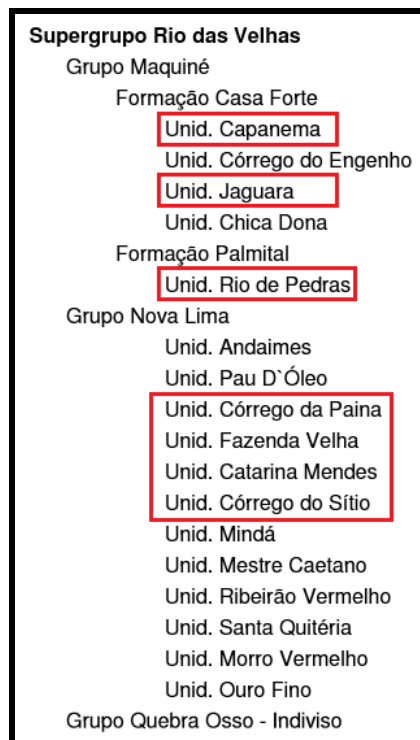 Supergrupo Rio das Velhas
Grupo Maquiné
Formação Casa Forte
Unid. Capanema
Unid. Córrego do Engenho
Unid. Jaguara
Unid. Chica Dona
Formação Palmital
Unid. Rio de Pedras
Grupo Nova Lima
Unid. Andaimes
Unid. Pau D`Óleo
Unid. Córrego da Paina
Unid. Fazenda Velha
Unid. Catarina Mendes
Unid. Córrego do Sítio
Unid. Mindá
Unid. Mestre Caetano
Unid. Ribeirão Vermelho
Unid. Santa Quitéria
Unid. Morro Vermelho
Unid. Ouro Fino
Grupo Quebra Osso - Indiviso